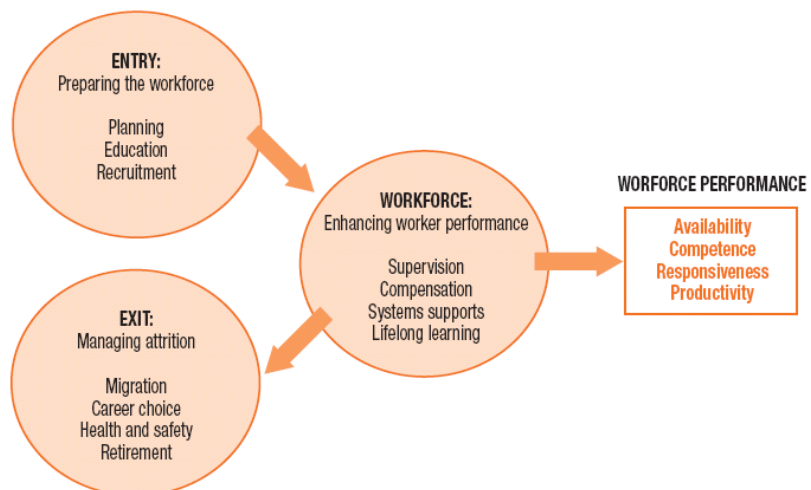 ENTRY:
Preparing the workforce
Planning
Education
Recruitment
WORKFORCE:
Enhancing worker performance
Supervision
Compensation
Systems supports
Lifelong learning
EXIT:
Managing attrition
Migration
Career choice
Health and safety
Retirement
WORFORCE PERFORMANCE
Availability
Competence
Responsiveness
Productivity